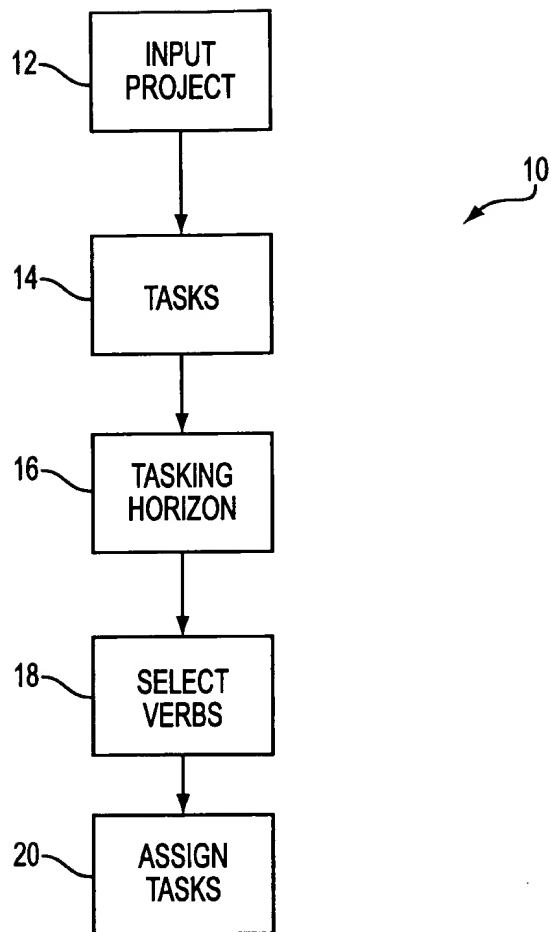 12
INPUT
PROJECT
10
14
TASKS
16
TASKING
HORIZON
18
SELECT
VERBS
20
ASSIGN
TASKS